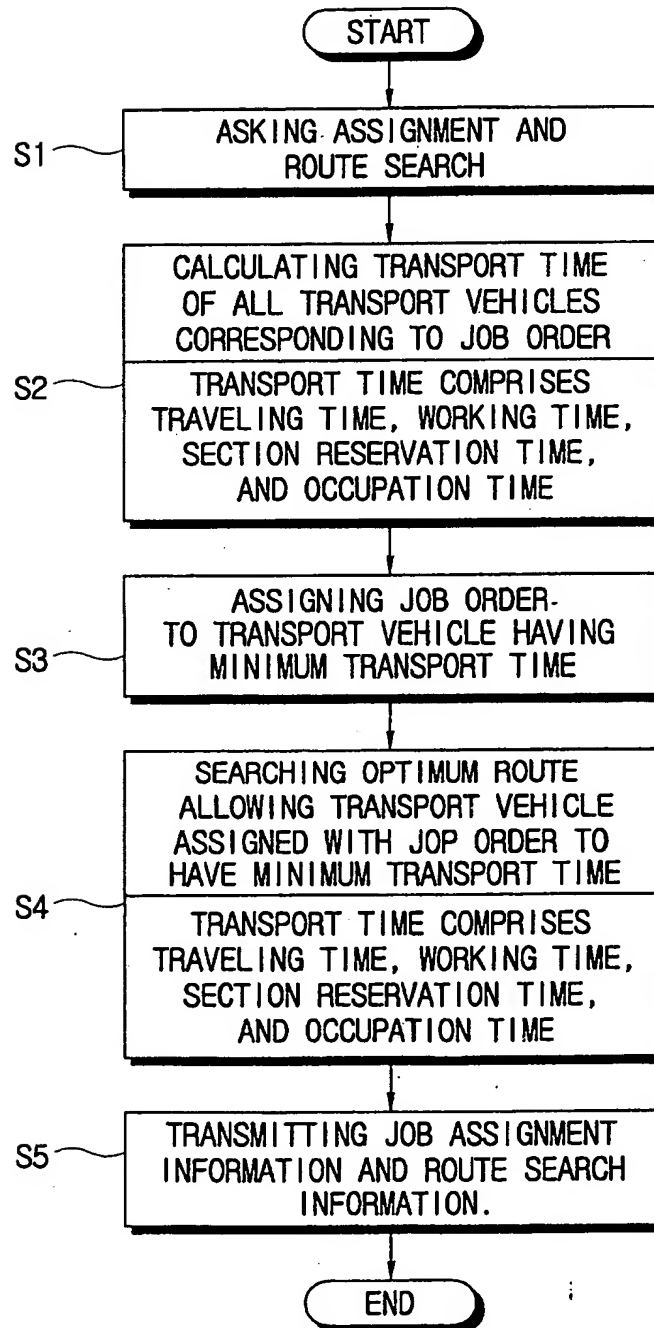 START
S1
ASKING ASSIGNMENT AND
ROUTE SEARCH
S2
CALCULATING TRANSPORT TIME
OF ALL TRANSPORT VEHICLES
CORRESPONDING TO JOB ORDER
TRANSPORT TIME COMPRISES
TRAVELING TIME, WORKING TIME,
SECTION RESERVATION TIME,
AND OCCUPATION TIME
S3
ASSIGNING JOB ORDER
TO TRANSPORT VEHICLE HAVING
MINIMUM TRANSPORT TIME
S4
SEARCHING OPTIMUM ROUTE
ALLOWING TRANSPORT VEHICLE
ASSIGNED WITH JOP ORDER TO
HAVE MINIMUM TRANSPORT TIME
TRANSPORT TIME COMPRISES
TRAVELING TIME, WORKING TIME,
SECTION RESERVATION TIME,
AND OCCUPATION TIME
S5
TRANSMITTING JOB ASSIGNMENT
INFORMATION AND ROUTE SEARCH
INFORMATION.
END